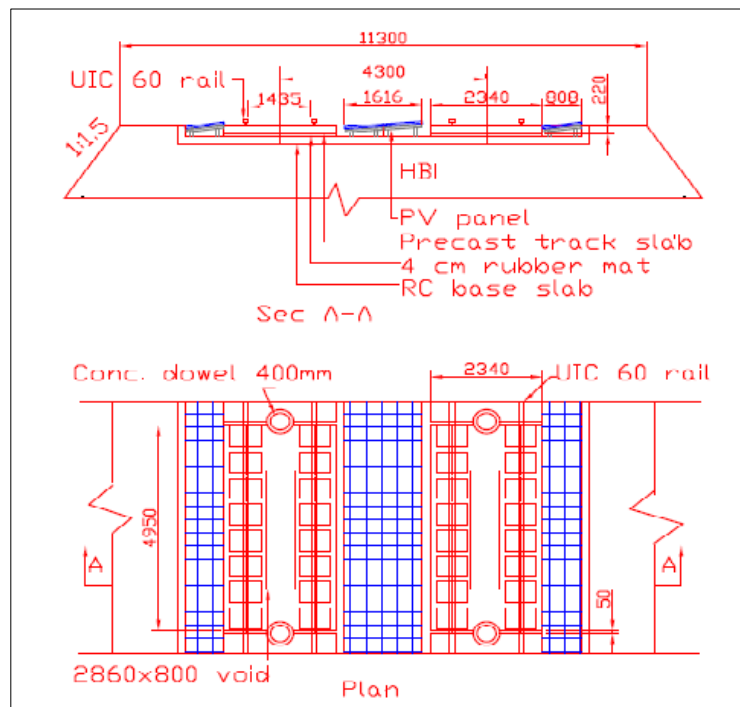 11300
UIC 60 rail
4300
1435
1616
2340
800
220
1:1.5
HBl
PV panel
Precast track slab
4 cm rubber mat
RC base slab
Sec A-A
Conc. dowel 400mm
2340
UIC 60 rail
4950
A
A
50
2860x800 void
Plan